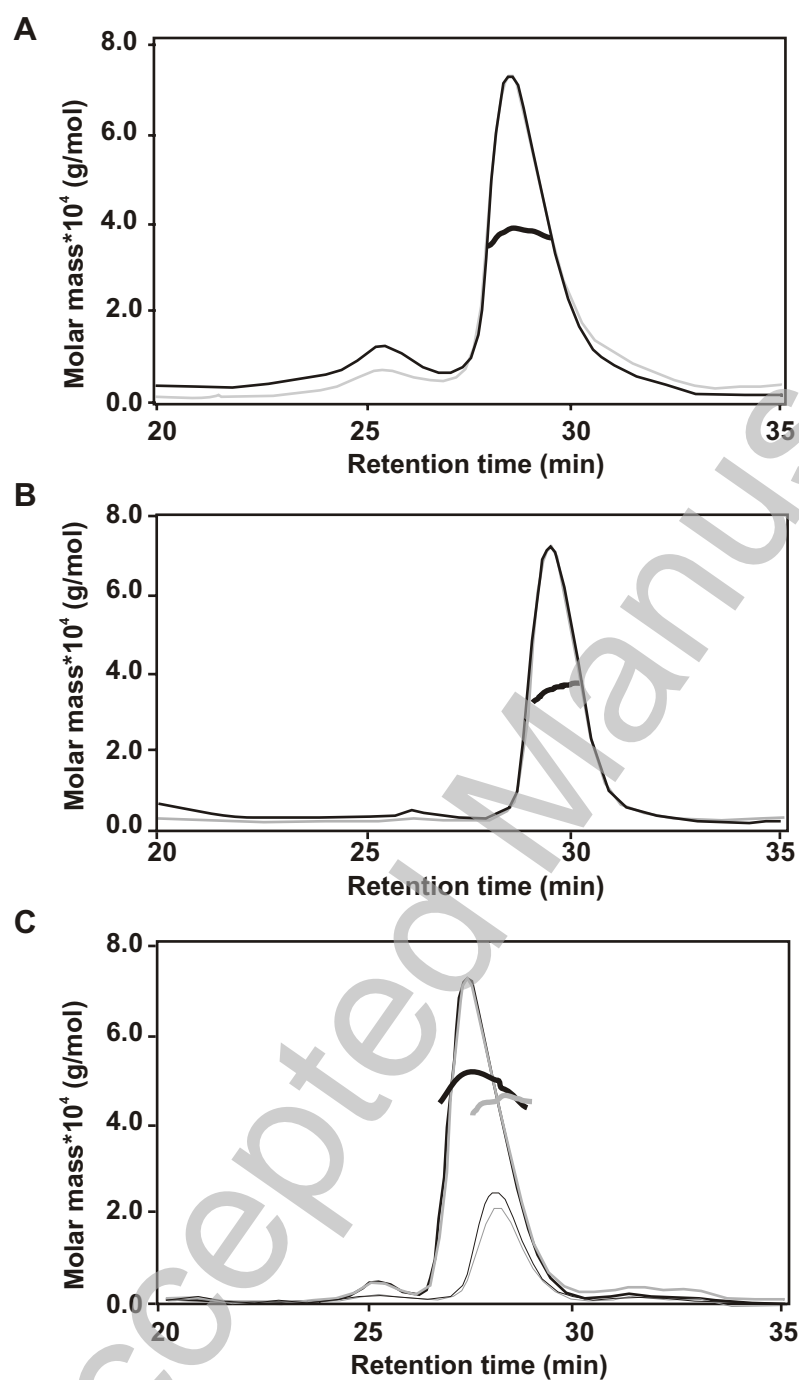 A
Molar mass*10⁴ (g/mol)
8.0
6.0
4.0
2.0
0.0
20 25 30 35
Retention time (min)
B
Molar mass*10⁴ (g/mol)
8.0
6.0
4.0
2.0
0.0
20 25 30 35
Retention time (min)
C
Molar mass*10⁴ (g/mol)
8.0
6.0
4.0
2.0
0.0
20 25 30 35
Retention time (min)
cepted Manus